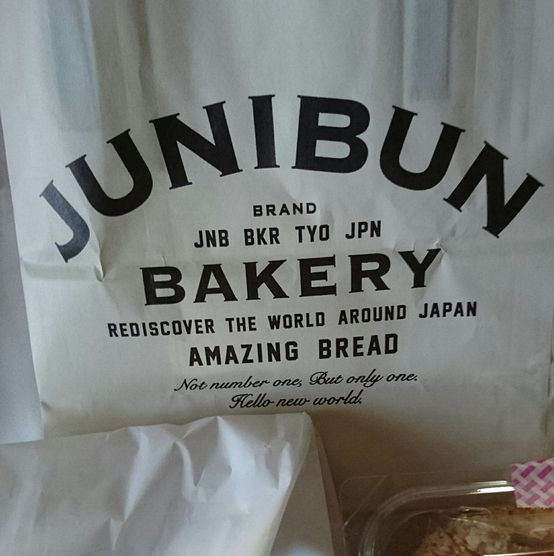 JUNIBUN
BRAND
JNB BKR TYO JPN
BAKERY
REDISCOVER THE WORLD AROUND JAPAN
AMAZING BREAD
Not number one, But only one.
Hello new world.